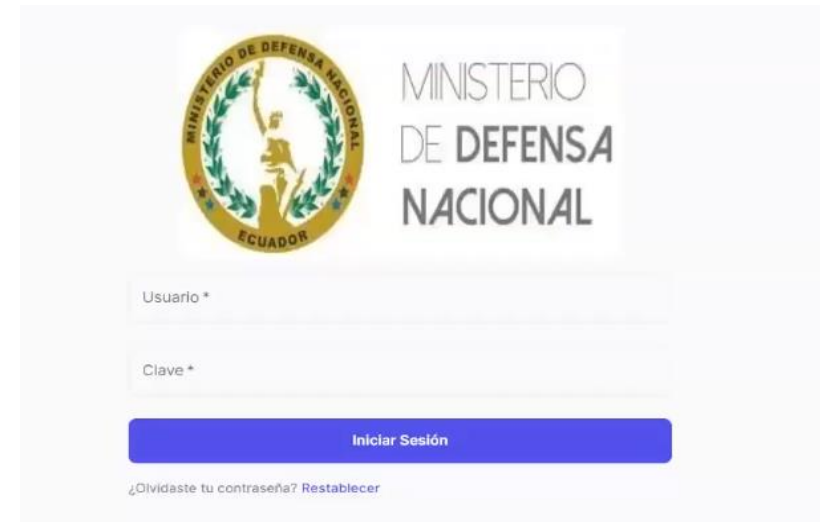 MINISTERIO DE DEFENSA NACIONAL
ECUADOR
MINISTERIO
DE DEFENSA
NACIONAL
Usuario *
Clave *
Iniciar Sesión
¿Olvidaste tu contraseña? Restablecer